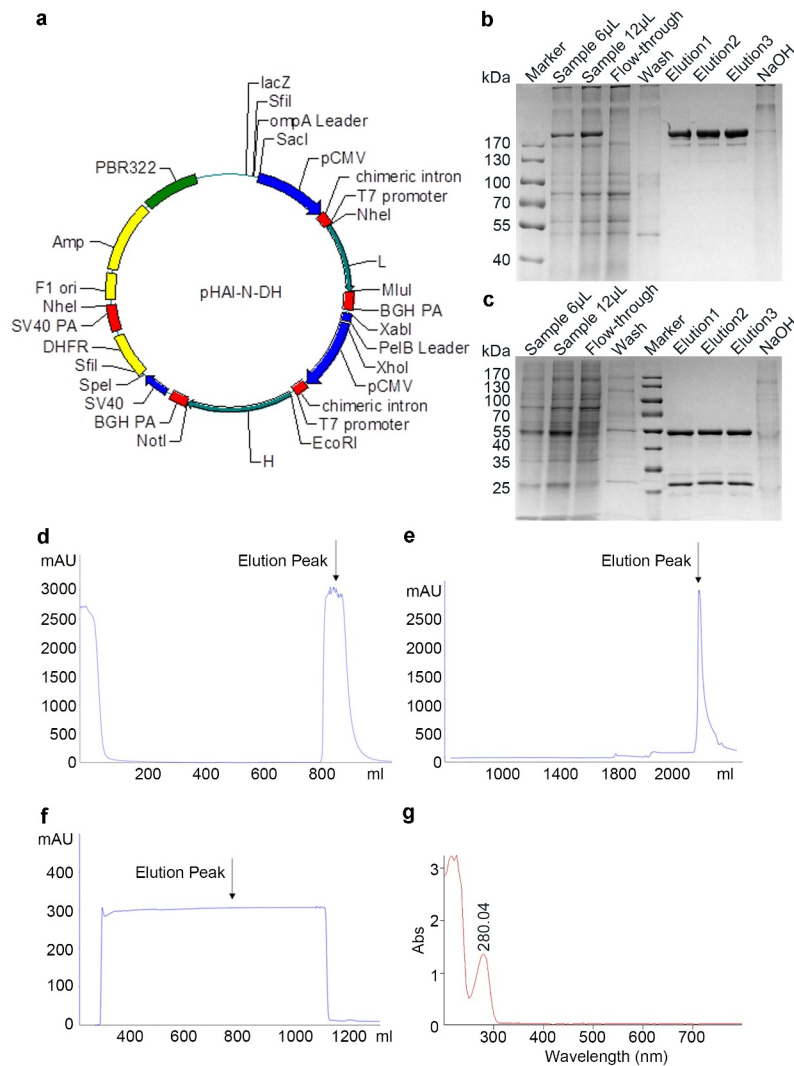 a
lacZ
SfiI
ompA Leader
SacI
pCMV
chimeric intron
T7 promoter
NheI
L
MluI
BGH PA
XabI
PelB Leader
XhoI
pCMV
chimeric intron
T7 promoter
EcoRI
H
NotI
BGH PA
SV40
SpeI
SfiI
DHFR
SV40 PA
NheI
F1 ori
Amp
PBR322
pHAI-N-DH
b
kDa
Marker
Sample 6μL
Sample 12μL
Flow-through
Wash
Elution1
Elution2
Elution3
NaOH
170
130
100
70
55
40
c
kDa
Sample 6μL
Sample 12μL
Flow-through
Wash
Marker
Elution1
Elution2
Elution3
NaOH
170
130
100
70
55
40
35
25
d
mAU
Elution Peak
3000
2500
2000
1500
1000
500
0
200 400 600 800 ml
e
mAU
Elution Peak
3000
2500
2000
1500
1000
500
0
1000 1400 1800 2000 ml
f
mAU
Elution Peak
400
300
200
100
0
400 600 800 1000 1200 ml
g
Abs
3
2
1
0
280.04
300 400 500 600 700
Wavelength (nm)